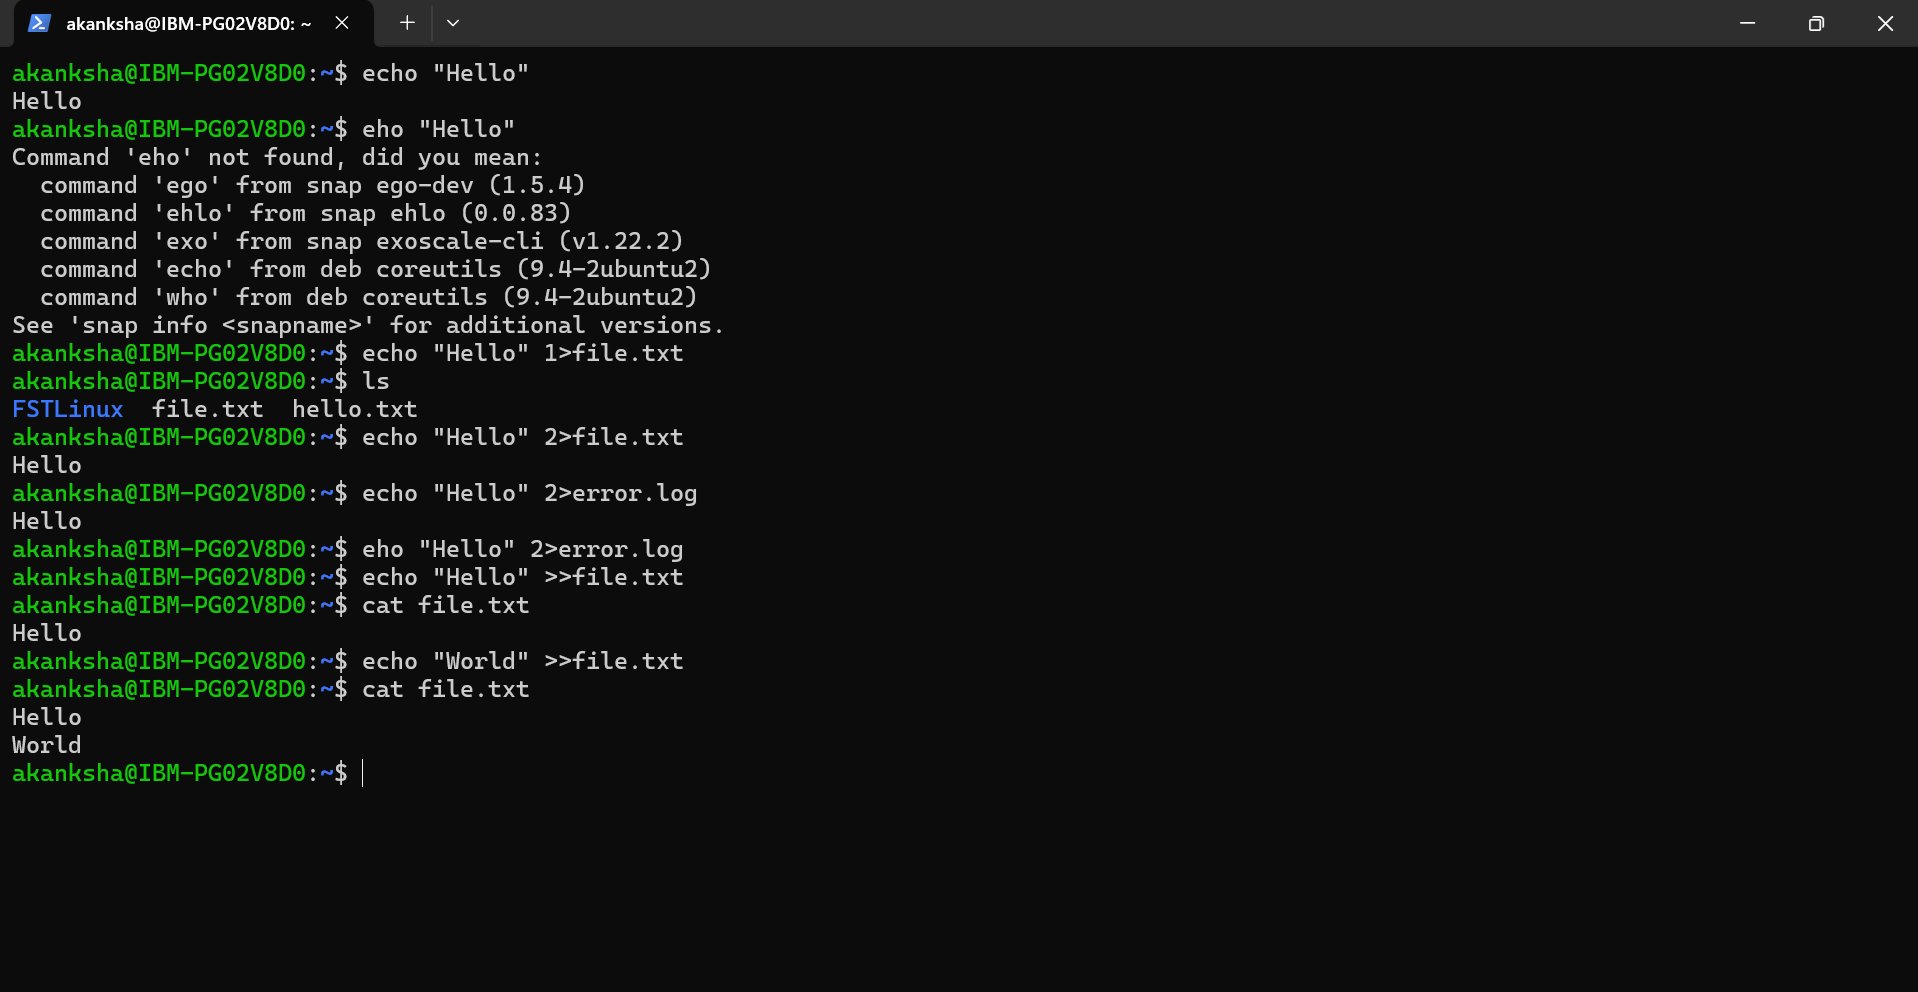 akanksha@IBM-PG02V8D0: ~
akanksha@IBM-PG02V8D0:~$ echo "Hello"
Hello
akanksha@IBM-PG02V8D0:~$ eho "Hello"
Command 'eho' not found, did you mean:
  command 'ego' from snap ego-dev (1.5.4)
  command 'ehlo' from snap ehlo (0.0.83)
  command 'exo' from snap exoscale-cli (v1.22.2)
  command 'echo' from deb coreutils (9.4-2ubuntu2)
  command 'who' from deb coreutils (9.4-2ubuntu2)
See 'snap info <snapname>' for additional versions.
akanksha@IBM-PG02V8D0:~$ echo "Hello" 1>file.txt
akanksha@IBM-PG02V8D0:~$ ls
FSTLinux  file.txt  hello.txt
akanksha@IBM-PG02V8D0:~$ echo "Hello" 2>file.txt
Hello
akanksha@IBM-PG02V8D0:~$ echo "Hello" 2>error.log
Hello
akanksha@IBM-PG02V8D0:~$ eho "Hello" 2>error.log
akanksha@IBM-PG02V8D0:~$ echo "Hello" >>file.txt
akanksha@IBM-PG02V8D0:~$ cat file.txt
Hello
akanksha@IBM-PG02V8D0:~$ echo "World" >>file.txt
akanksha@IBM-PG02V8D0:~$ cat file.txt
Hello
World
akanksha@IBM-PG02V8D0:~$